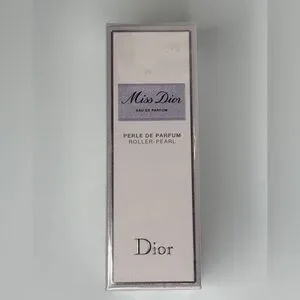 Miss Dior
EAU DE PARFUM
PERLE DE PARFUM
ROLLER-PEARL
Dior